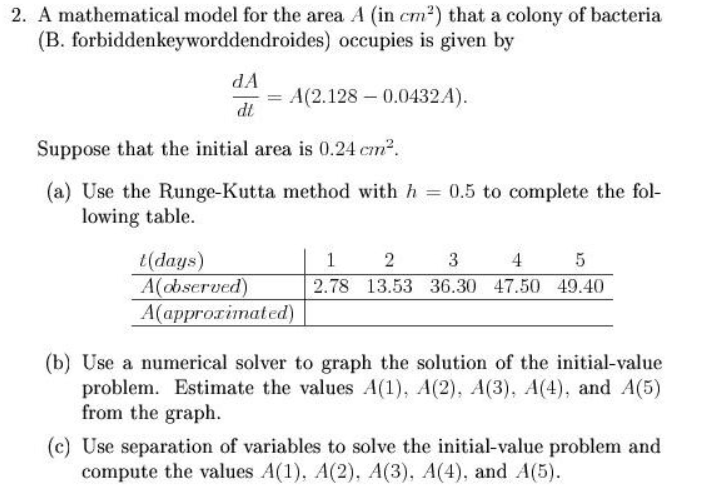 2. A mathematical model for the area A (in cm²) that a colony of bacteria
(B. forbiddenkeyworddendroides) occupies is given by
dA/dt = A(2.128 − 0.0432A).
Suppose that the initial area is 0.24 cm².
(a) Use the Runge-Kutta method with h = 0.5 to complete the fol-
lowing table.
t(days) 1 2 3 4 5
A(observed) 2.78 13.53 36.30 47.50 49.40
A(approximated)
(b) Use a numerical solver to graph the solution of the initial-value
problem. Estimate the values A(1), A(2), A(3), A(4), and A(5)
from the graph.
(c) Use separation of variables to solve the initial-value problem and
compute the values A(1), A(2), A(3), A(4), and A(5).